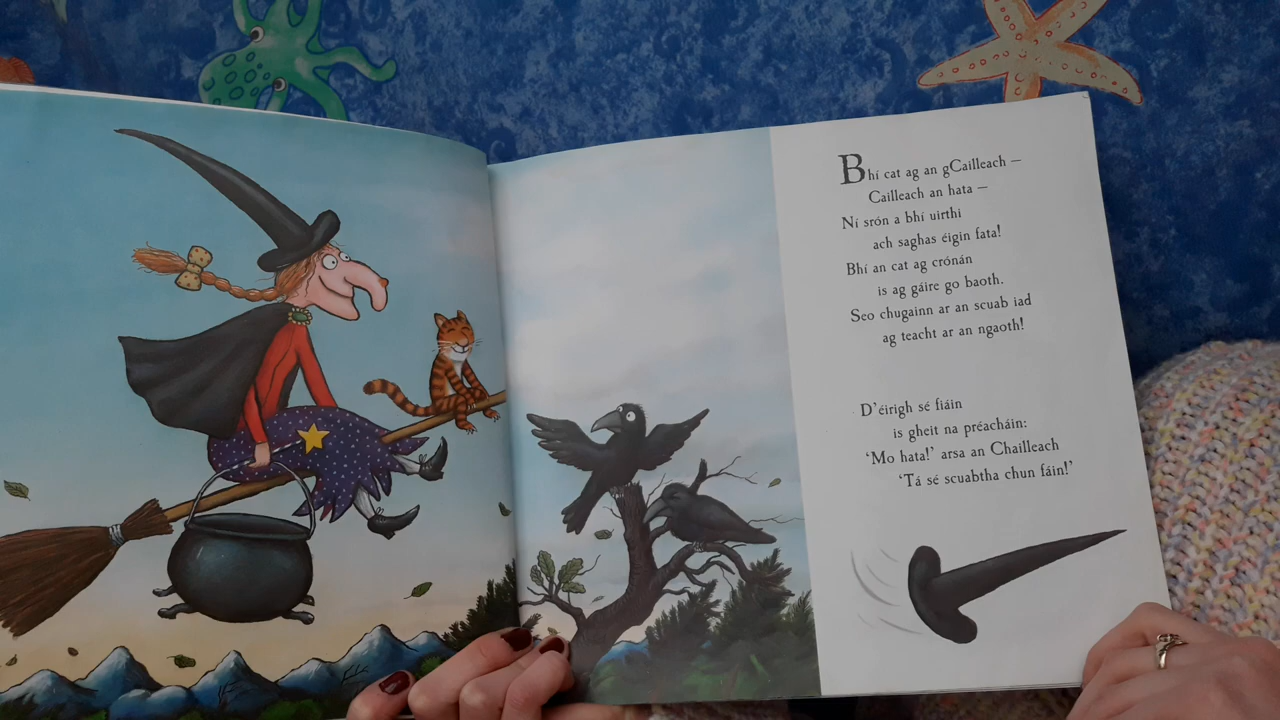 Bhí cat ag an gCailleach –
Cailleach an hata –
Ní srón a bhí uirthi
ach saghas éigin fata!
Bhí an cat ag crónán
is ag gáire go baoth.
Seo chugainn ar an scuab iad
ag teacht ar an ngaoth!
D'éirigh sé fiáin
is gheit na préacháin:
'Mo hata!' arsa an Chailleach
'Tá sé scuabtha chun fáin!'